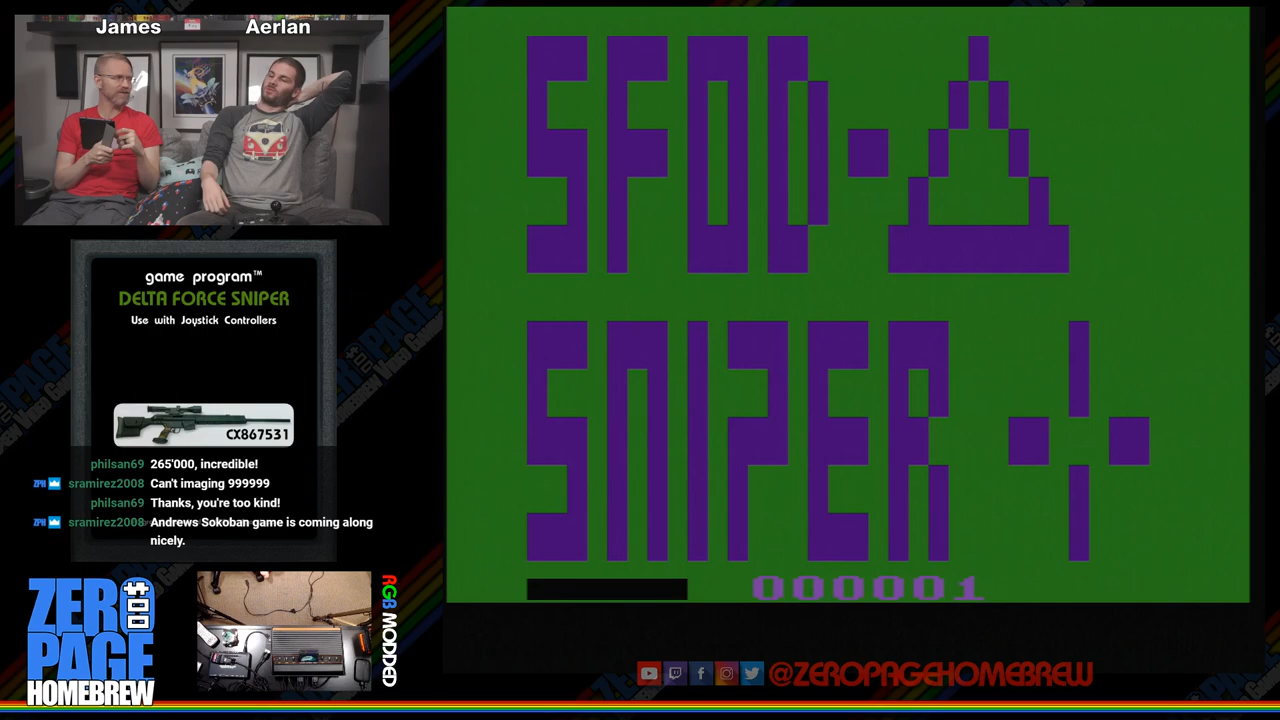 James Aerlan
game program™
DELTA FORCE SNIPER
Use with Joystick Controllers
CX867531
philsan69 265'000, incredible!
sramirez2008 Can't imaging 999999
philsan69 Thanks, you're too kind!
sramirez2008 Andrews Sokoban game is coming along
nicely.
ZERO
PAGE
HOMEBREW
RGB MODDED
SFOD-
SNIPER
000001
@ZEROPAGEHOMEBREW